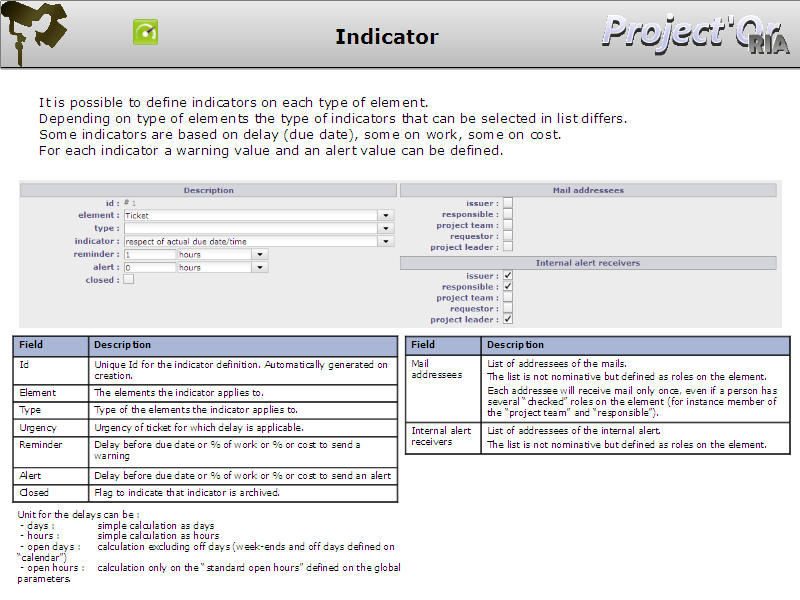 Indicator
Project'Or
RIA
It is possible to define indicators on each type of element.
Depending on type of elements the type of indicators that can be selected in list differs.
Some indicators are based on delay (due date), some on work, some on cost.
For each indicator a warning value and an alert value can be defined.
Description
id : # 1
element : Ticket
type :
indicator : respect of actual due date/time
reminder : 1 hours
alert : 0 hours
closed :
Mail addressees
issuer :
responsible :
project team :
requestor :
project leader :
Internal alert receivers
issuer :
responsible :
project team :
requestor :
project leader :
Field Description
Id Unique Id for the indicator definition. Automatically generated on
creation.
Element The elements the indicator applies to.
Type Type of the elements the indicator applies to.
Urgency Urgency of ticket for which delay is applicable.
Reminder Delay before due date or % of work or % or cost to send a
warning
Alert Delay before due date or % of work or % or cost to send an alert
Closed Flag to indicate that indicator is archived.
Field Description
Mail List of addressees of the mails.
addressees The list is not nominative but defined as roles on the element.
Each addressee will receive mail only once, even if a person has
several “checked” roles on the element (for instance member of
the “project team” and “responsible”).
Internal alert List of addressees of the internal alert.
receivers The list is not nominative but defined as roles on the element.
Unit for the delays can be :
- days : simple calculation as days
- hours : simple calculation as hours
- open days : calculation excluding off days (week-ends and off days defined on
“calendar”)
- open hours : calculation only on the “standard open hours” defined on the global
parameters.